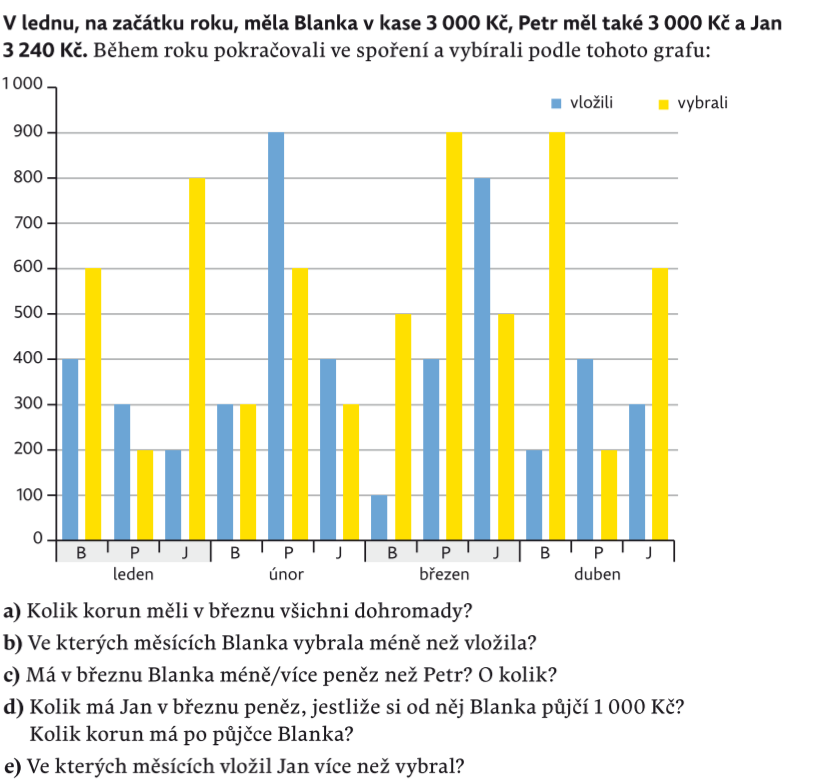 V lednu, na začátku roku, měla Blanka v kase 3 000 Kč, Petr měl také 3 000 Kč a Jan
3 240 Kč. Během roku pokračovali ve spoření a vybírali podle tohoto grafu:
1 000
vložili vybrali
900
800
700
600
500
400
300
200
100
0
B P J B P J B P J B P J
leden únor březen duben
a) Kolik korun měli v březnu všichni dohromady?
b) Ve kterých měsících Blanka vybrala méně než vložila?
c) Má v březnu Blanka méně/více peněz než Petr? O kolik?
d) Kolik má Jan v březnu peněz, jestliže si od něj Blanka půjčí 1 000 Kč?
Kolik korun má po půjčce Blanka?
e) Ve kterých měsících vložil Jan více než vybral?